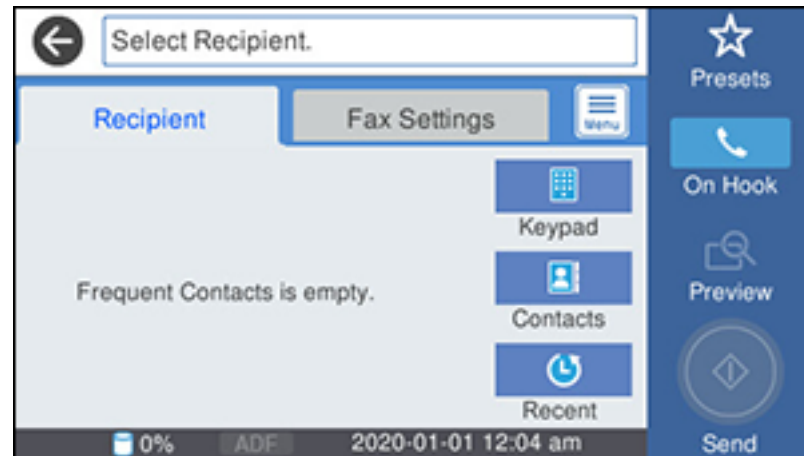 Select Recipient.
Presets
Recipient
Fax Settings
Menu
On Hook
Keypad
Frequent Contacts is empty.
Preview
Contacts
Recent
0%
ADF
2020-01-01 12:04 am
Send